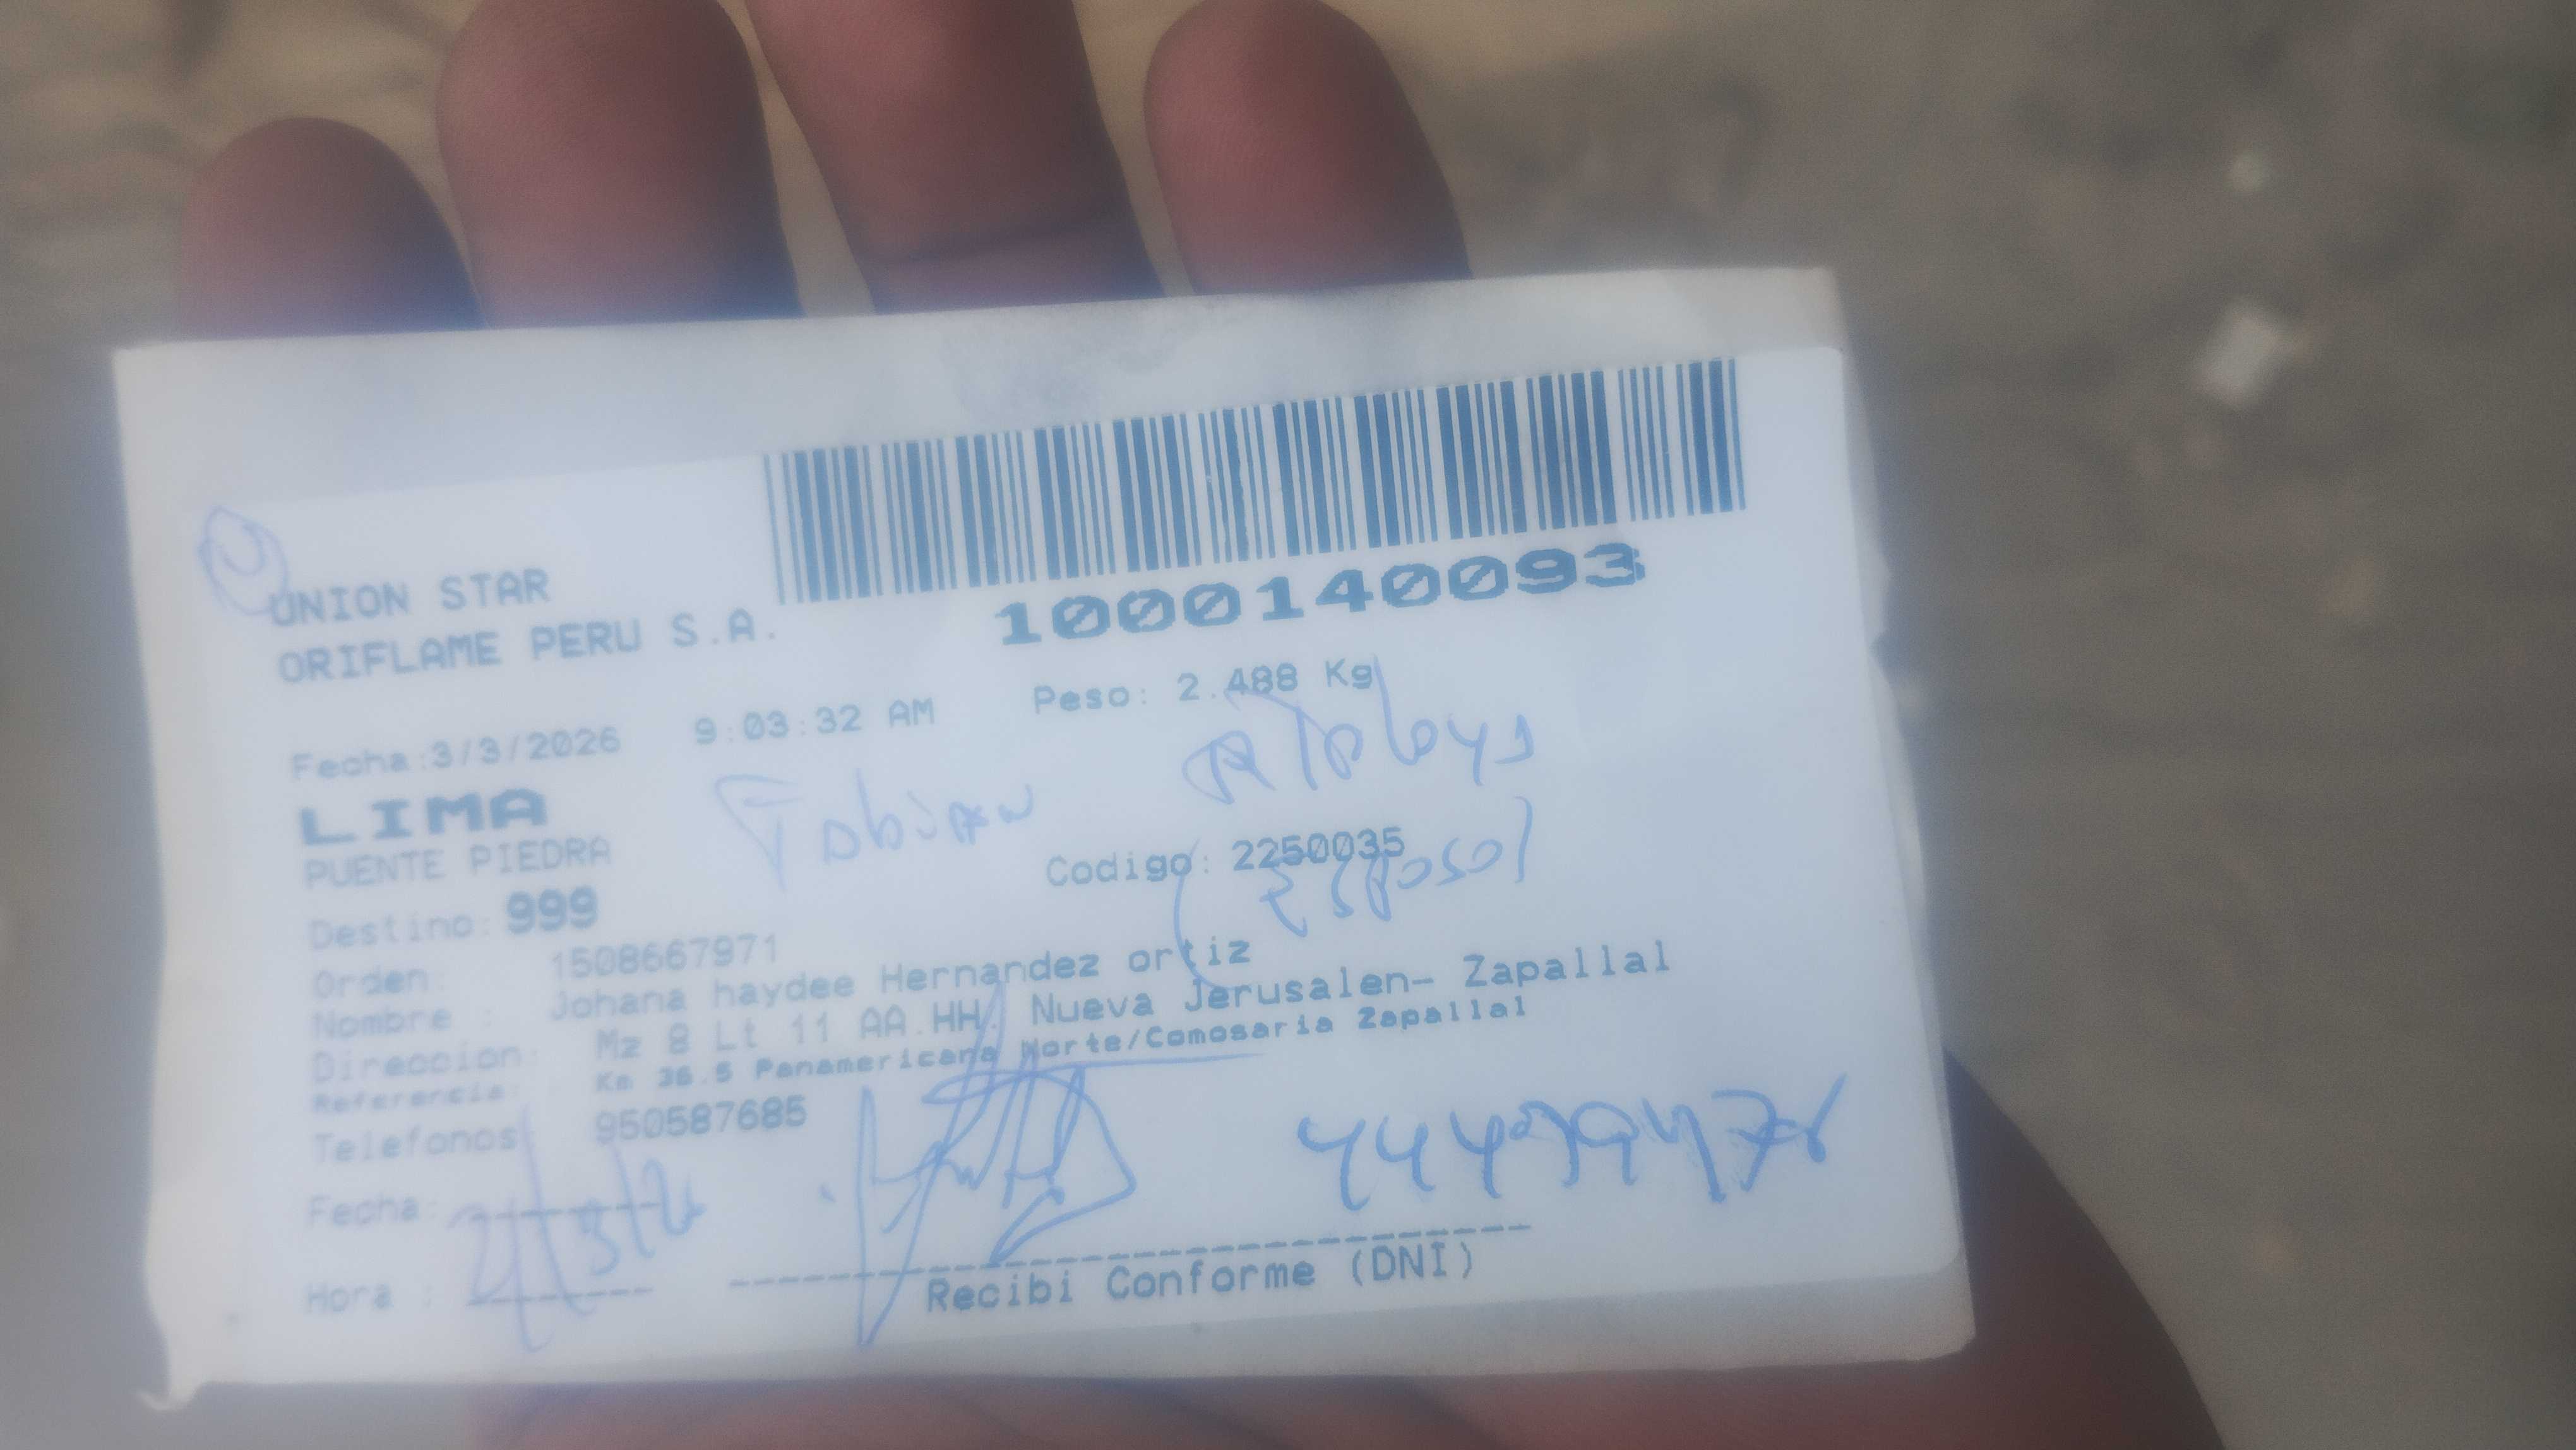 UNION STAR
ORIFLAME PERU S.A.
1000140093
Fecha:3/3/2026 9:03:32 AM Peso: 2.488 Kg
LIMA
PUENTE PIEDRA
Fabian
Codigo: 2250035
(Esposo)
Destino: 999
Orden: 1508667971
Nombre : Johana haydee Hernandez ortiz
Direccion: Mz 8 Lt 11 AA.HH. Nueva Jerusalen- Zapallal
Referencia: Km 36.5 Panamericana Norte/Comosaria Zapallal
Telefonos 950587685
Fecha:
Hora :
Recibi Conforme (DNI)